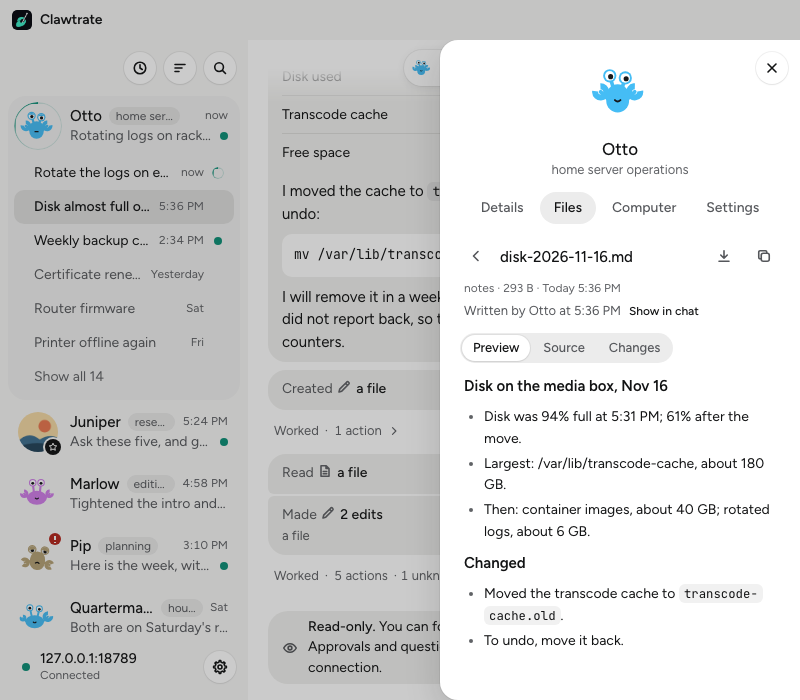 Clawtrate
Otto
home ser...
now
Rotating logs on rack...
Rotate the logs on e...
now
Disk almost full o...
5:36 PM
Weekly backup c...
2:34 PM
Certificate rene...
Yesterday
Router firmware
Sat
Printer offline again
Fri
Show all 14
Juniper
rese...
5:24 PM
Ask these five, and g...
Marlow
editi...
4:58 PM
Tightened the intro and...
Pip
planning
3:10 PM
Here is the week, wit...
Quarterma...
hou...
Sat
Both are on Saturday's r...
127.0.0.1:18789
Connected
Disk used
Transcode cache
Free space
I moved the cache to
undo:
mv /var/lib/transco
I will remove it in a week
did not report back, so t
counters.
Created a file
Worked · 1 action
Read a file
Made 2 edits
a file
Worked · 5 actions · 1 unkn
Read-only. You can fo
Approvals and questi
connection.
Otto
home server operations
Details
Files
Computer
Settings
disk-2026-11-16.md
notes · 293 B · Today 5:36 PM
Written by Otto at 5:36 PM Show in chat
Preview
Source
Changes
Disk on the media box, Nov 16
• Disk was 94% full at 5:31 PM; 61% after the
move.
• Largest: /var/lib/transcode-cache, about 180
GB.
• Then: container images, about 40 GB; rotated
logs, about 6 GB.
Changed
• Moved the transcode cache to transcode-
cache.old.
• To undo, move it back.